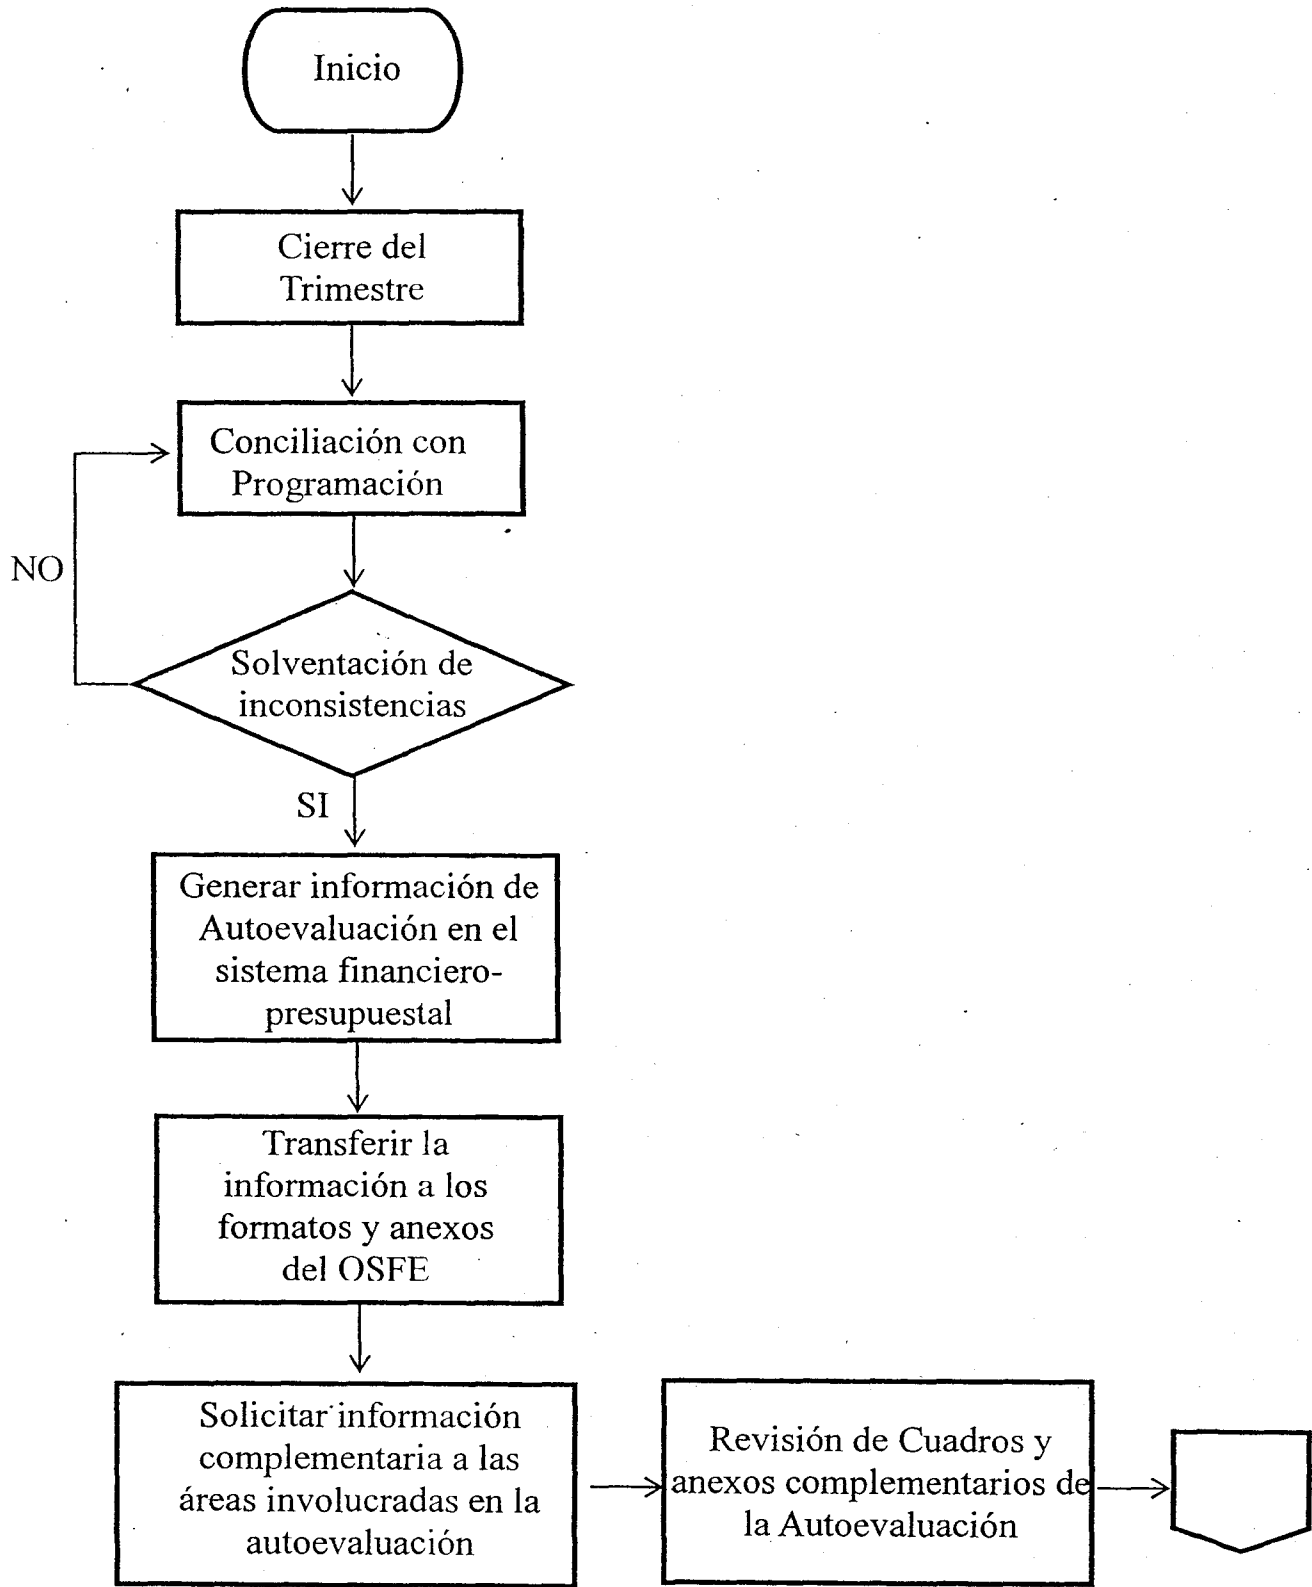 Inicio
Cierre del
Trimestre
Conciliación con
Programación
NO
Solventación de
inconsistencias
SI
Generar información de
Autoevaluación en el
sistema financiero-
presupuestal
Transferir la
información a los
formatos y anexos
del OSFE
Solicitar información
complementaria a las
áreas involucradas en la
autoevaluación
Revisión de Cuadros y
anexos complementarios de
la Autoevaluación